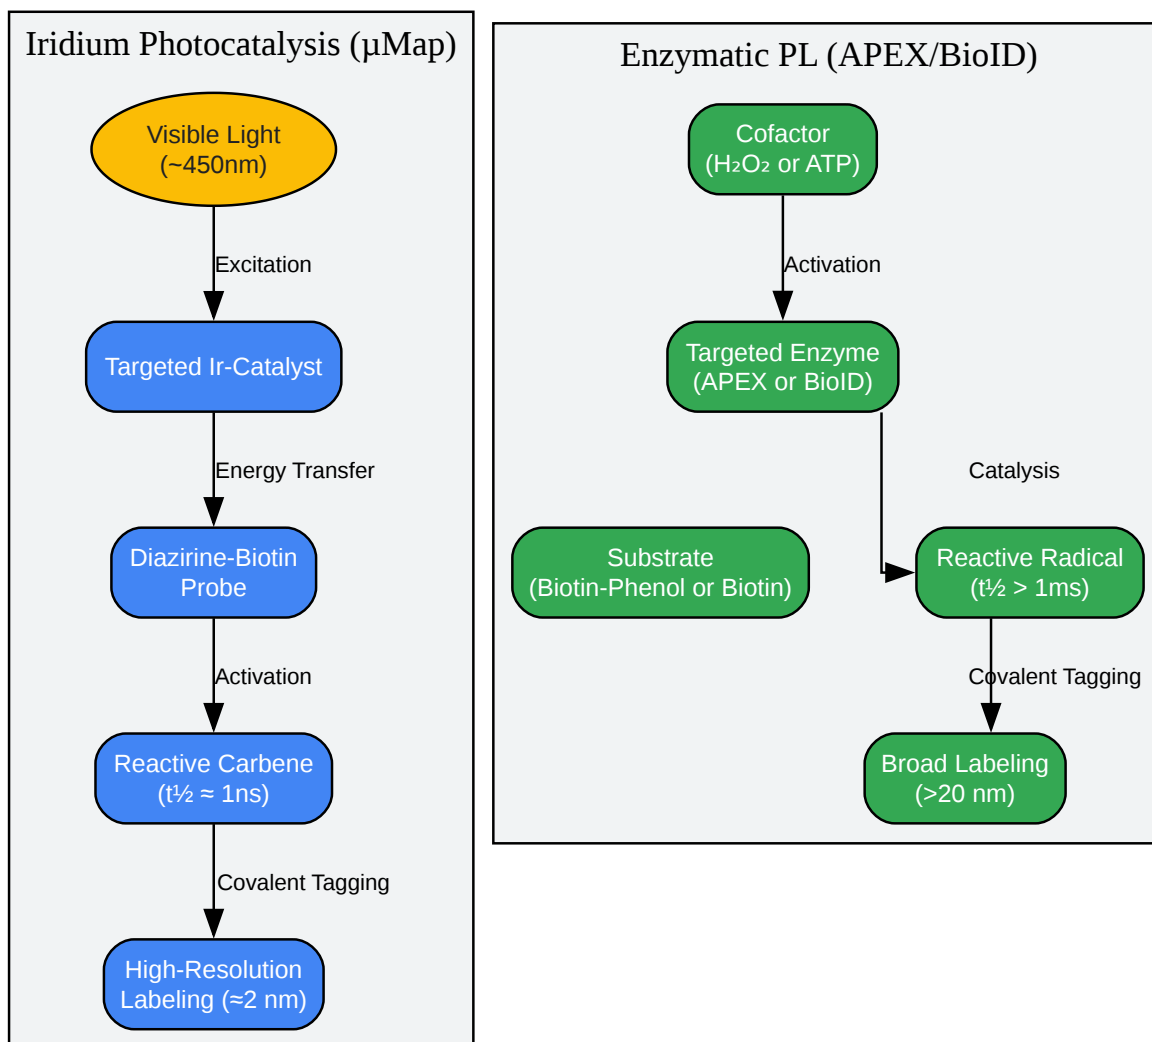 Iridium Photocatalysis (µMap)
Visible Light
(~450nm)
Excitation
Targeted Ir-Catalyst
Energy Transfer
Diazirine-Biotin
Probe
Activation
Reactive Carbene
(t½ ≈ 1ns)
Covalent Tagging
High-Resolution
Labeling (≈2 nm)
Enzymatic PL (APEX/BioID)
Cofactor
(H₂O₂ or ATP)
Activation
Targeted Enzyme
(APEX or BioID)
Catalysis
Substrate
(Biotin-Phenol or Biotin)
Reactive Radical
(t½ > 1ms)
Covalent Tagging
Broad Labeling
(>20 nm)